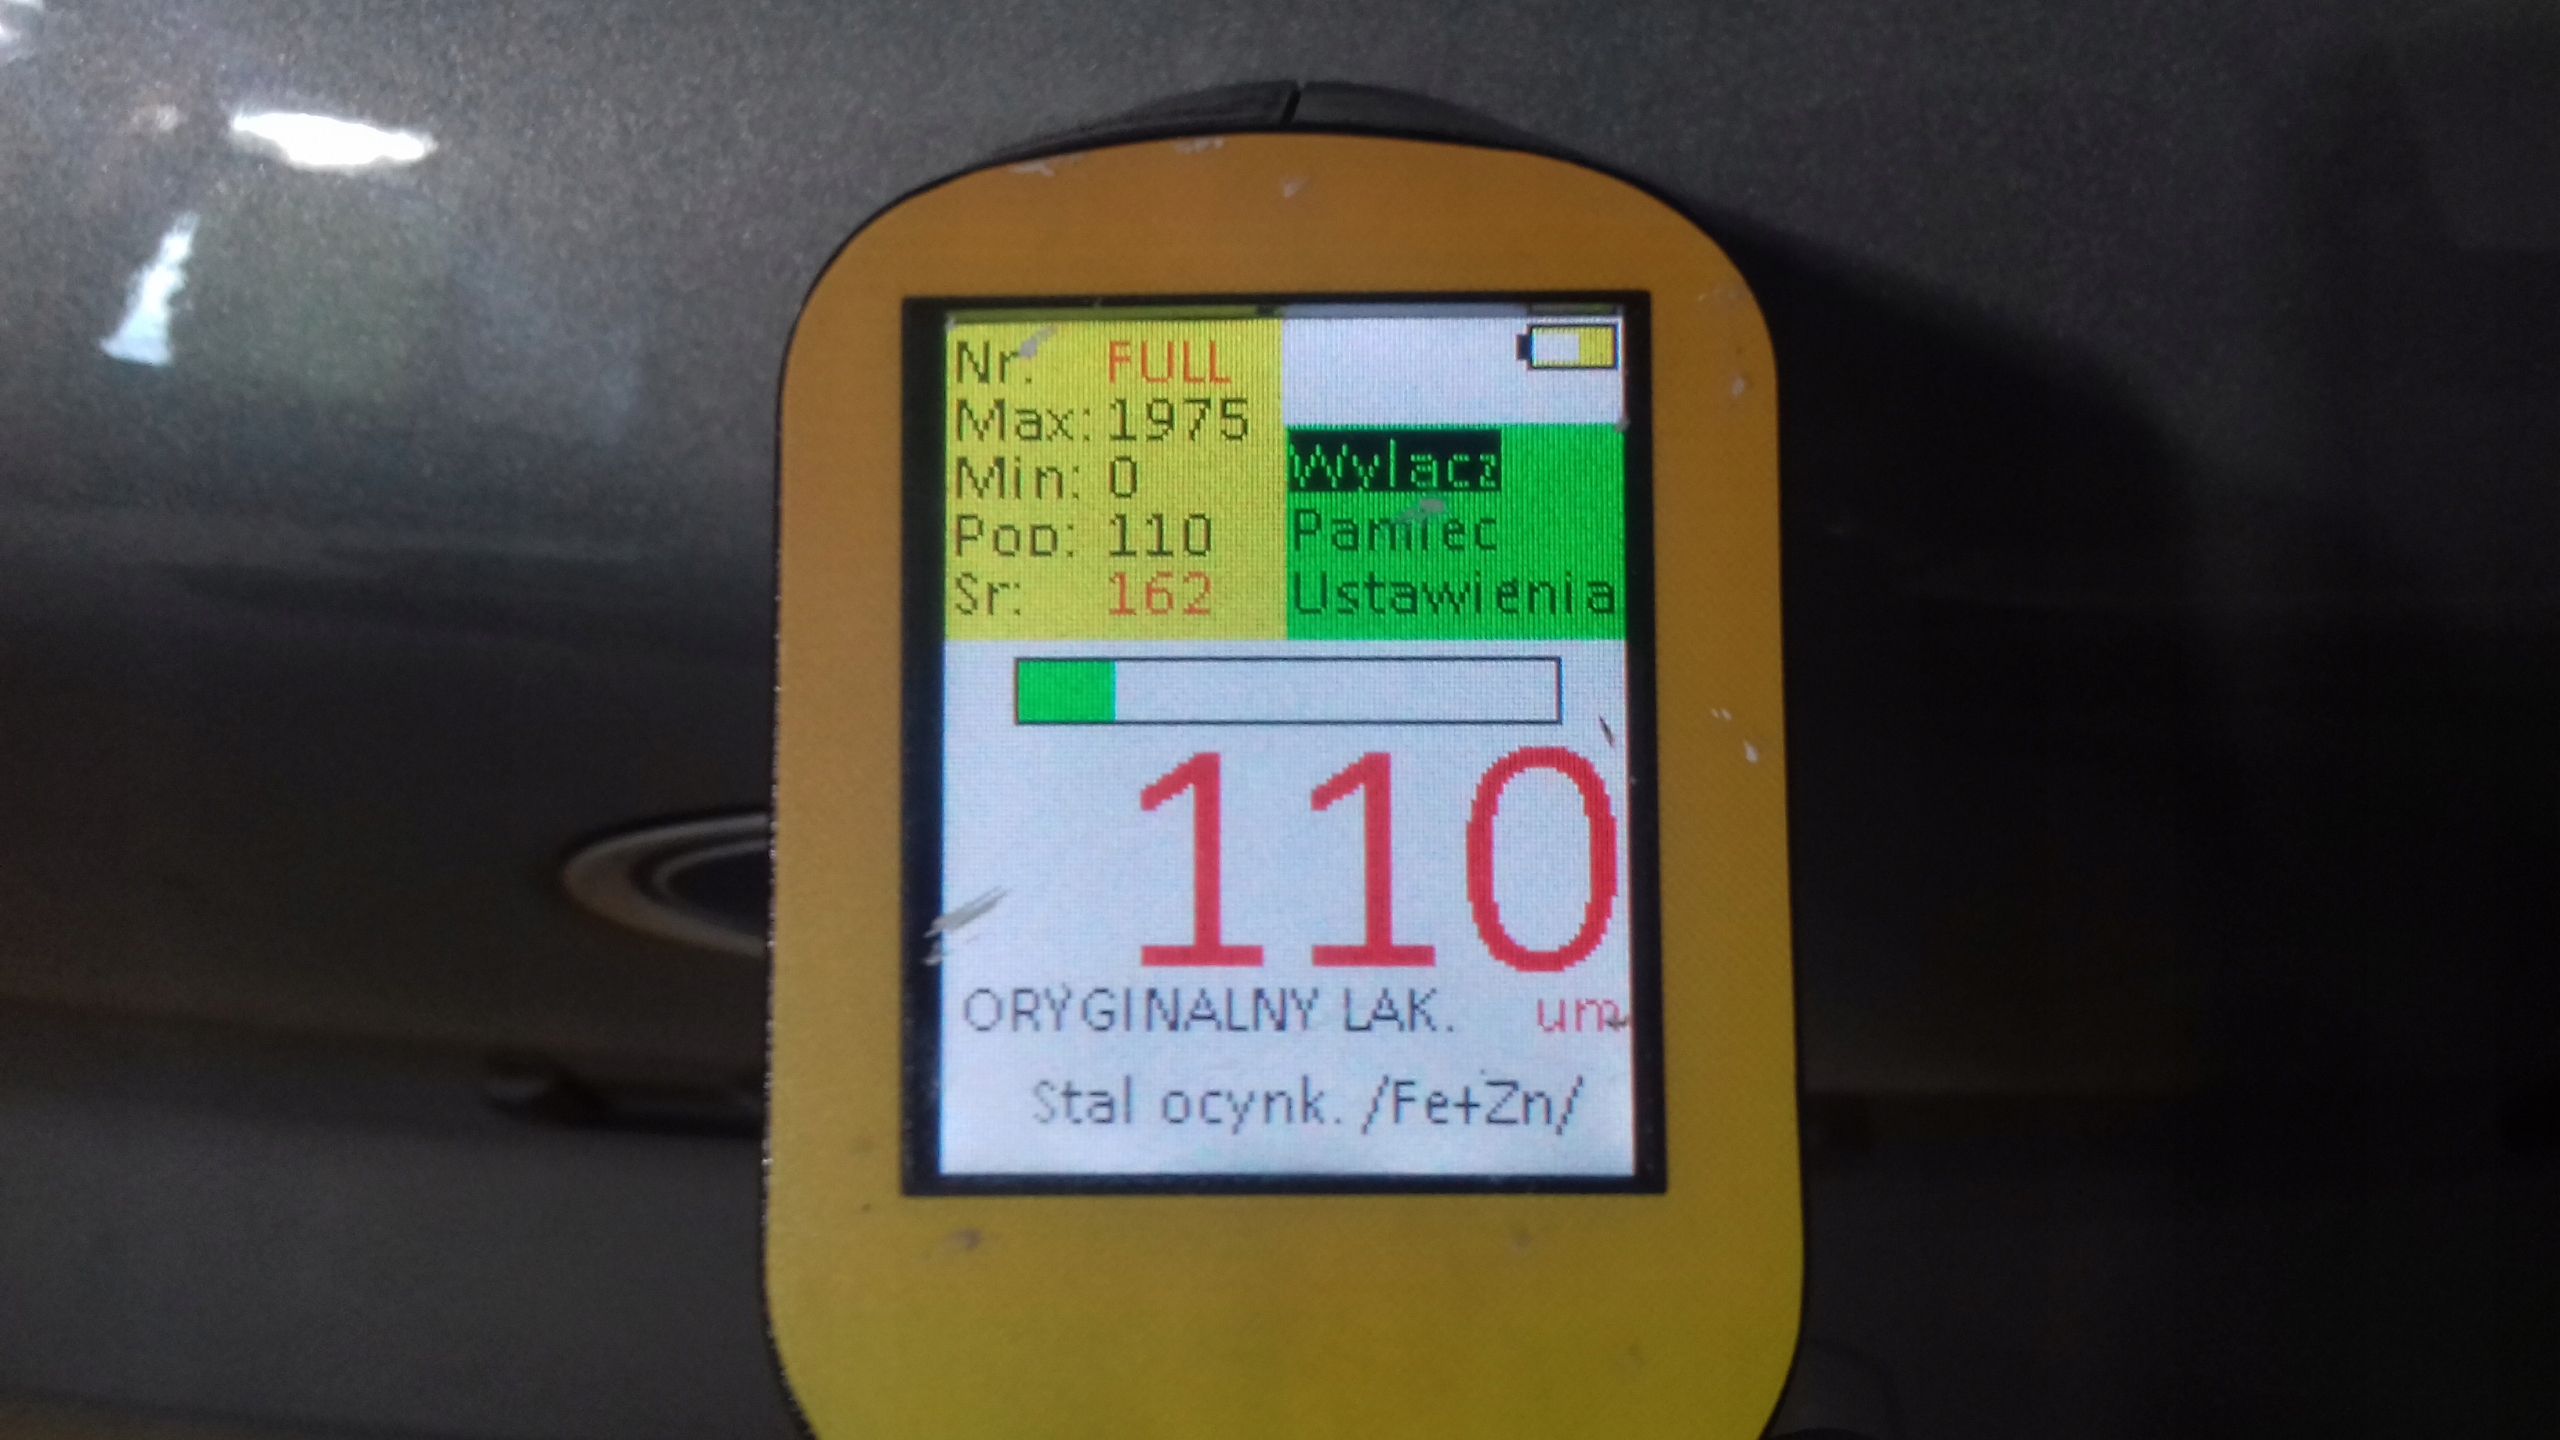 Nr: FULL
Max: 1975
Min: 0
Pop: 110
Sr: 162
Wylacz
Pamiec
Ustawienia
110
ORYGINALNY LAK. um
Stal ocynk. /Fe+Zn/